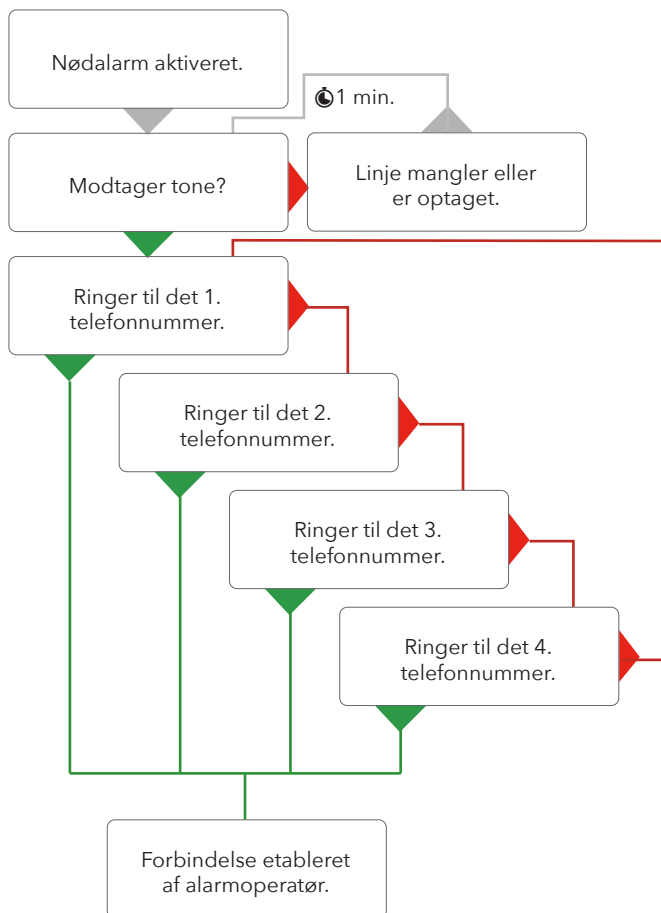 Nødalarm aktiveret.
1 min.
Modtager tone?
Linje mangler eller
er optaget.
Ringer til det 1.
telefonnummer.
Ringer til det 2.
telefonnummer.
Ringer til det 3.
telefonnummer.
Ringer til det 4.
telefonnummer.
Forbindelse etableret
af alarmoperatør.